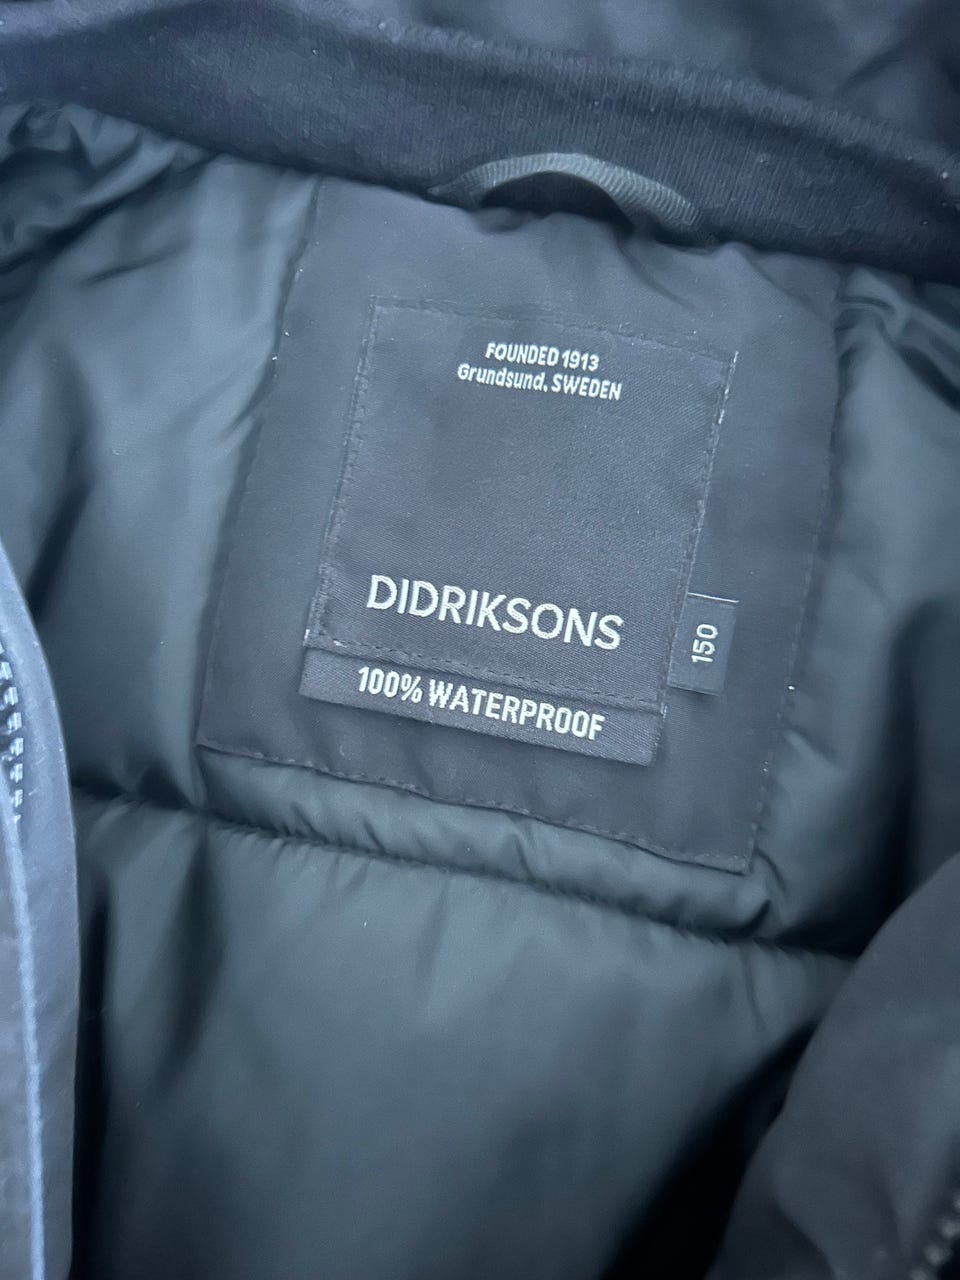 FOUNDED 1913
Grundsund, SWEDEN
DIDRIKSONS
150
100% WATERPROOF